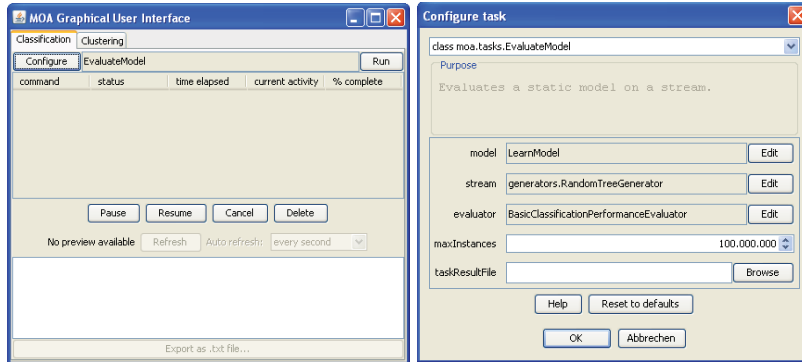 MOA Graphical User Interface
Classification Clustering
Configure EvaluateModel Run
command status time elapsed current activity % complete
Pause Resume Cancel Delete
No preview available Refresh Auto refresh: every second
Export as .txt file...
Configure task
class moa.tasks.EvaluateModel
Purpose
Evaluates a static model on a stream.
model LearnModel Edit
stream generators.RandomTreeGenerator Edit
evaluator BasicClassificationPerformanceEvaluator Edit
maxInstances 100.000.000
taskResultFile Browse
Help Reset to defaults
OK Abbrechen